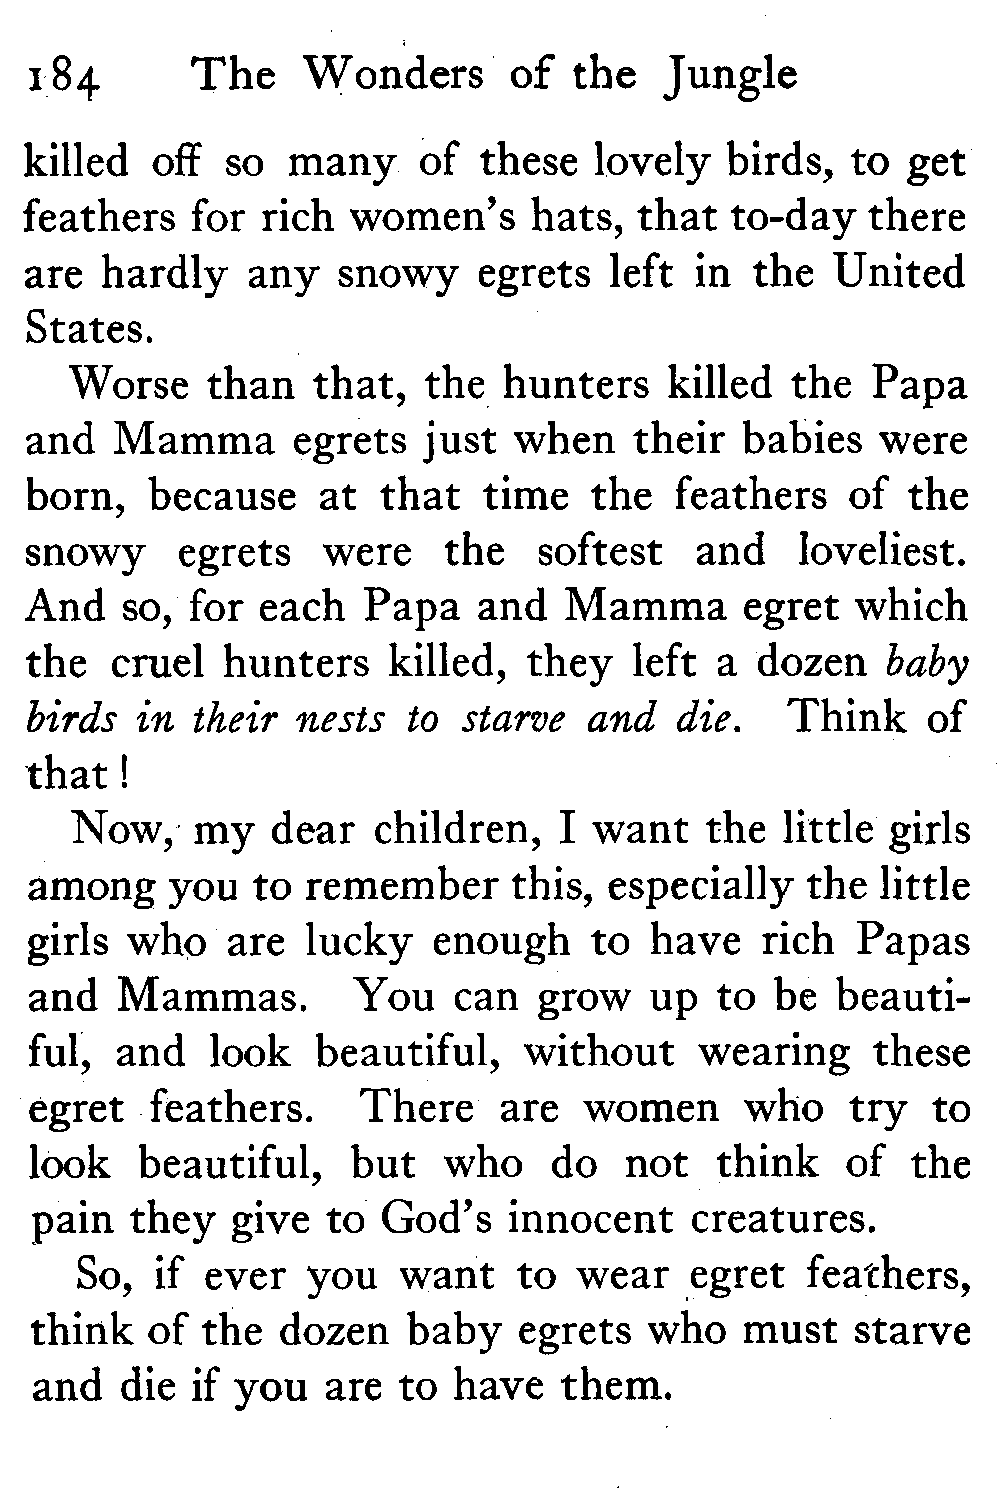 184 The Wonders of the Jungle
killed off so many of these lovely birds, to get
feathers for rich women's hats, that to-day there
are hardly any snowy egrets left in the United
States.
Worse than that, the hunters killed the Papa
and Mamma egrets just when their babies were
born, because at that time the feathers of the
snowy egrets were the softest and loveliest.
And so, for each Papa and Mamma egret which
the cruel hunters killed, they left a dozen baby
birds in their nests to starve and die. Think of
that!
Now, my dear children, I want the little girls
among you to remember this, especially the little
girls who are lucky enough to have rich Papas
and Mammas. You can grow up to be beauti-
ful, and look beautiful, without wearing these
egret feathers. There are women who try to
look beautiful, but who do not think of the
pain they give to God's innocent creatures.
So, if ever you want to wear egret feathers,
think of the dozen baby egrets who must starve
and die if you are to have them.